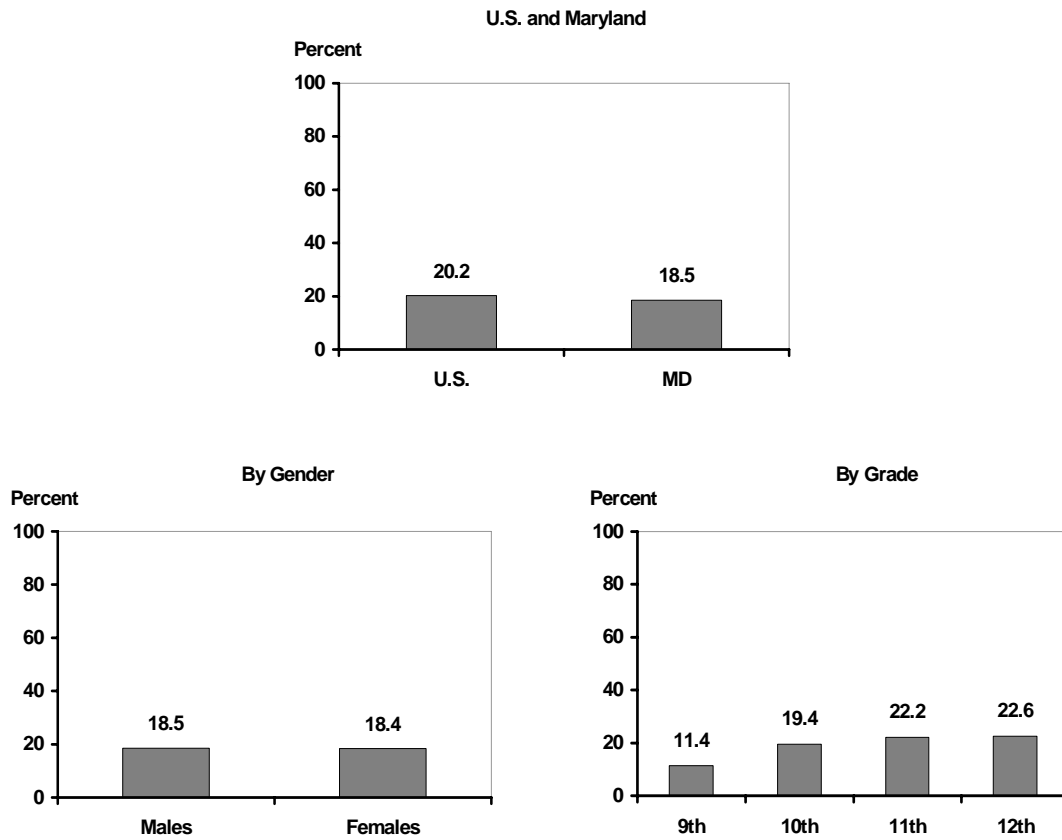 U.S. and Maryland
Percent
100
80
60
40
20
0
20.2
18.5
U.S.
MD
By Gender
Percent
100
80
60
40
20
0
18.5
18.4
Males
Females
By Grade
Percent
100
80
60
40
20
0
11.4
19.4
22.2
22.6
9th
10th
11th
12th